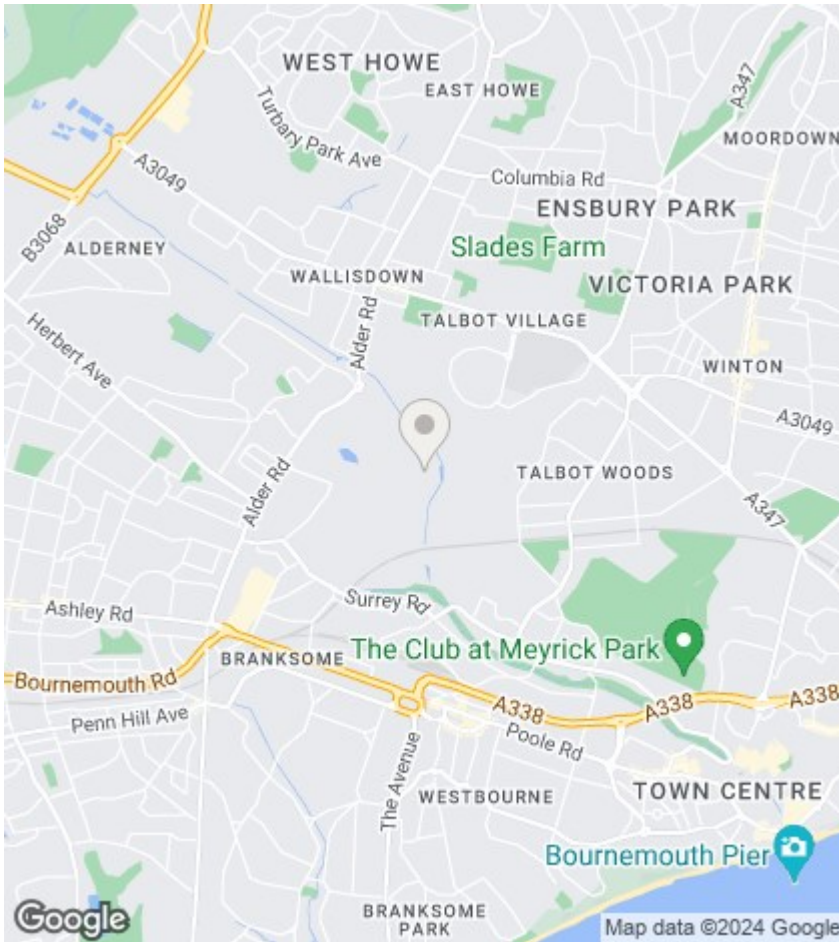 WEST HOWE
EAST HOWE
A347
MOORDOWN
Turbary Park Ave
A3049
Columbia Rd
ENSBURY PARK
B3068
ALDERNEY
Slades Farm
WALLISDOWN
VICTORIA PARK
Alder Rd
TALBOT VILLAGE
Herbert Ave
WINTON
A3049
TALBOT WOODS
Alder Rd
A347
Surrey Rd
Ashley Rd
The Club at Meyrick Park
BRANKSOME
Bournemouth Rd
A338
A338
A338
Penn Hill Ave
Poole Rd
The Avenue
WESTBOURNE
TOWN CENTRE
Bournemouth Pier
BRANKSOME
PARK
Google
Map data ©2024 Google